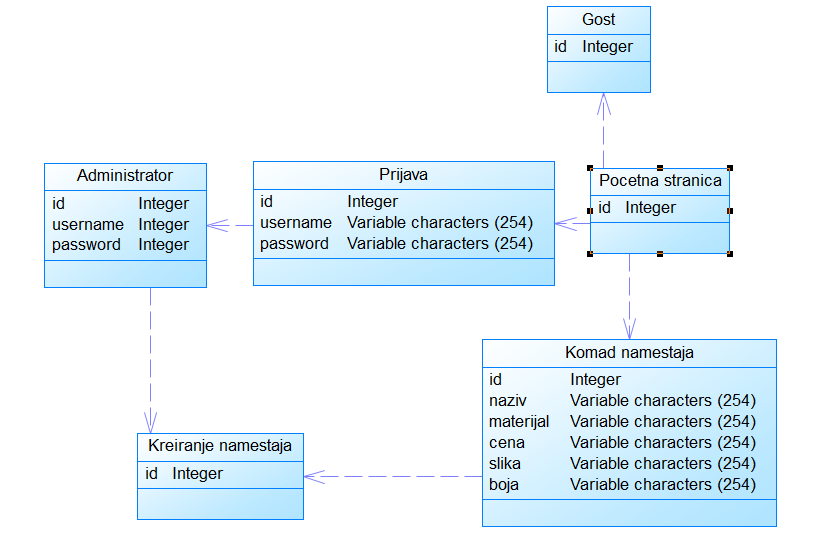 Gost
id Integer
Administrator
id Integer
username Integer
password Integer
Prijava
id Integer
username Variable characters (254)
password Variable characters (254)
Pocetna stranica
id Integer
Komad namestaja
id Integer
naziv Variable characters (254)
materijal Variable characters (254)
cena Variable characters (254)
slika Variable characters (254)
boja Variable characters (254)
Kreiranje namestaja
id Integer